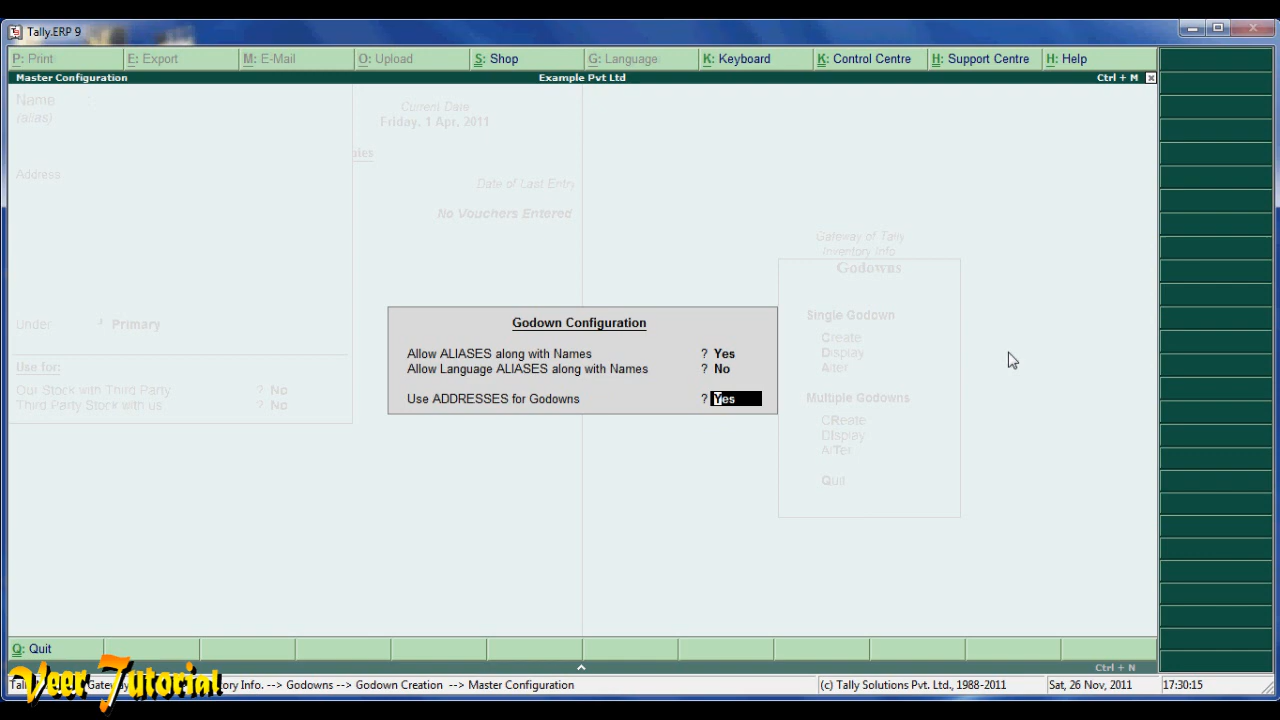 Tally.ERP 9
P: Print
E: Export
M: E-Mail
O: Upload
S: Shop
G: Language
K: Keyboard
K: Control Centre
H: Support Centre
H: Help
Master Configuration
Example Pvt Ltd
Ctrl + M
Name :
(alias)
Address
Current Date
Friday, 1 Apr, 2011
Date of Last Entry
No Vouchers Entered
Gateway of Tally
Inventory Info.
Godowns
Single Godown
Create
Display
Alter
Multiple Godowns
CReate
DIsplay
AlTer
Quit
Under : Primary
Use for:
Our Stock with Third Party ? No
Third Party Stock with us ? No
Godown Configuration
Allow ALIASES along with Names ? Yes
Allow Language ALIASES along with Names ? No
Use ADDRESSES for Godowns ? Yes
Q: Quit
Ctrl + N
Veer Tutorial
--> Godowns --> Godown Creation --> Master Configuration
(c) Tally Solutions Pvt. Ltd., 1988-2011
Sat, 26 Nov, 2011
17:30:15